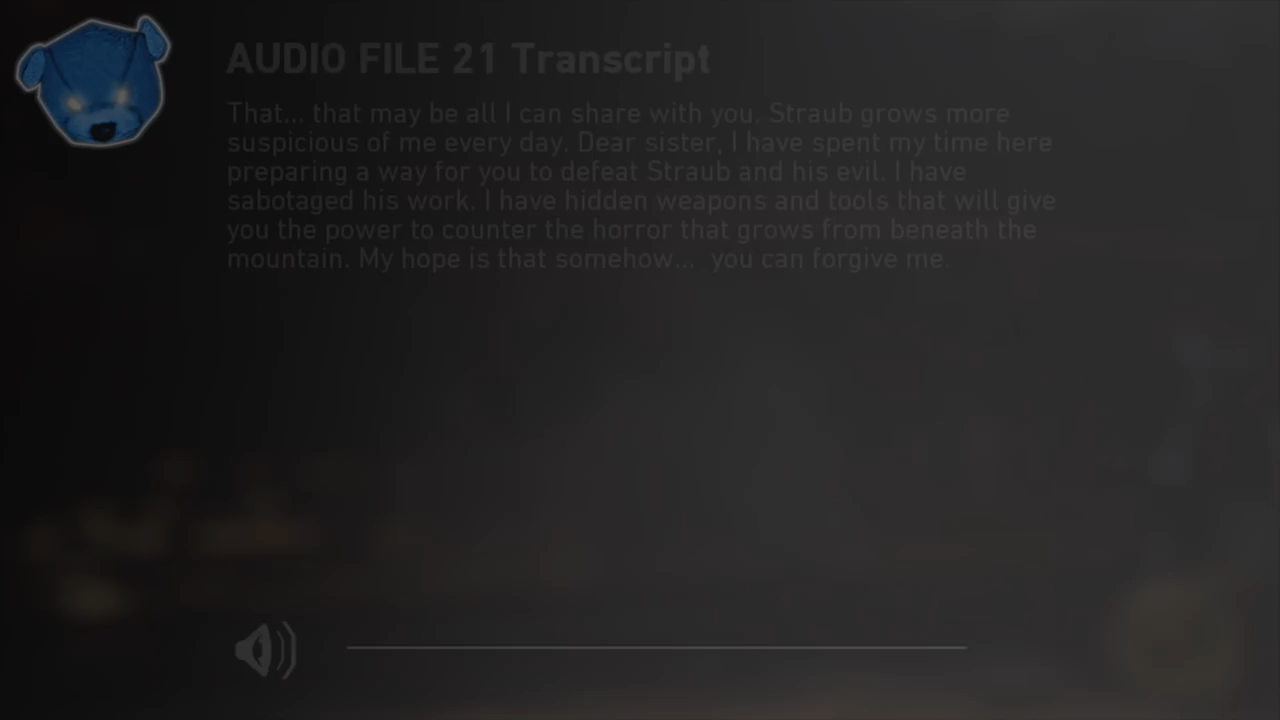 AUDIO FILE 21 Transcript
That... that may be all I can share with you. Straub grows more
suspicious of me every day. Dear sister, I have spent my time here
preparing a way for you to defeat Straub and his evil. I have
sabotaged his work. I have hidden weapons and tools that will give
you the power to counter the horror that grows from beneath the
mountain. My hope is that somehow... you can forgive me.